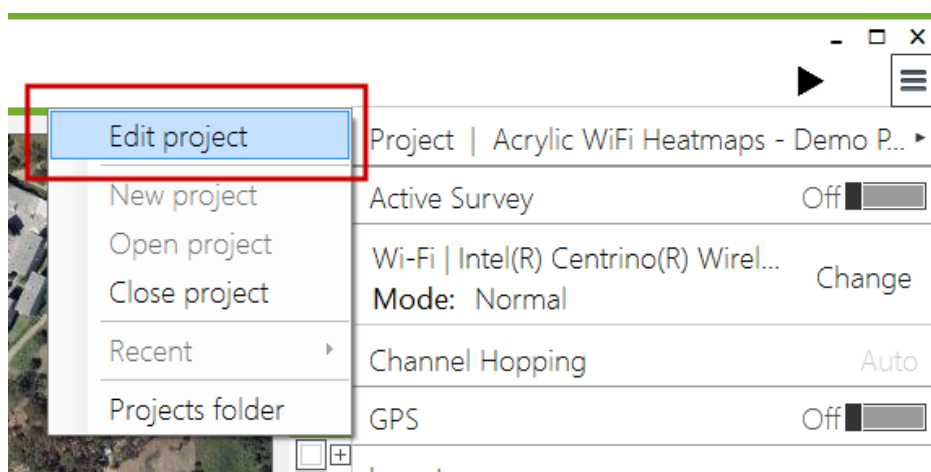 Edit project
New project
Open project
Close project
Recent
Projects folder
Project | Acrylic WiFi Heatmaps - Demo P...
Active Survey Off
Wi-Fi | Intel(R) Centrino(R) Wirel...
Mode: Normal
Change
Channel Hopping Auto
GPS Off